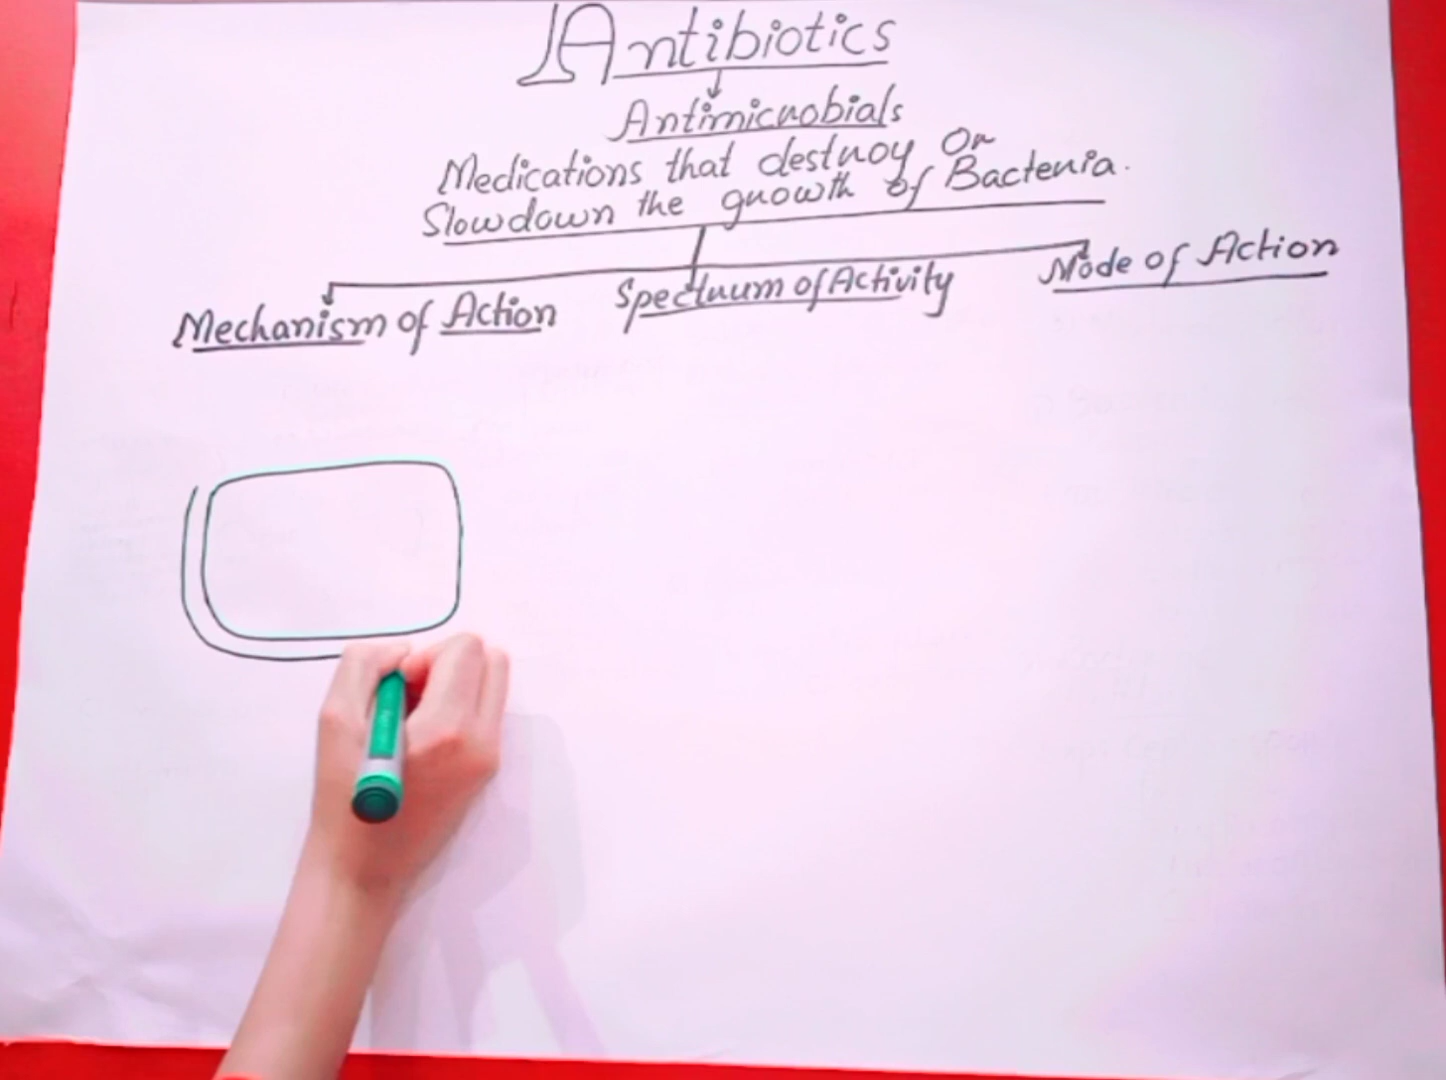 Antibiotics
Antimicrobials
Medications that destroy Or
Slowdown the growth of Bacteria.
Mechanism of Action
Spectrum of Activity
Mode of Action